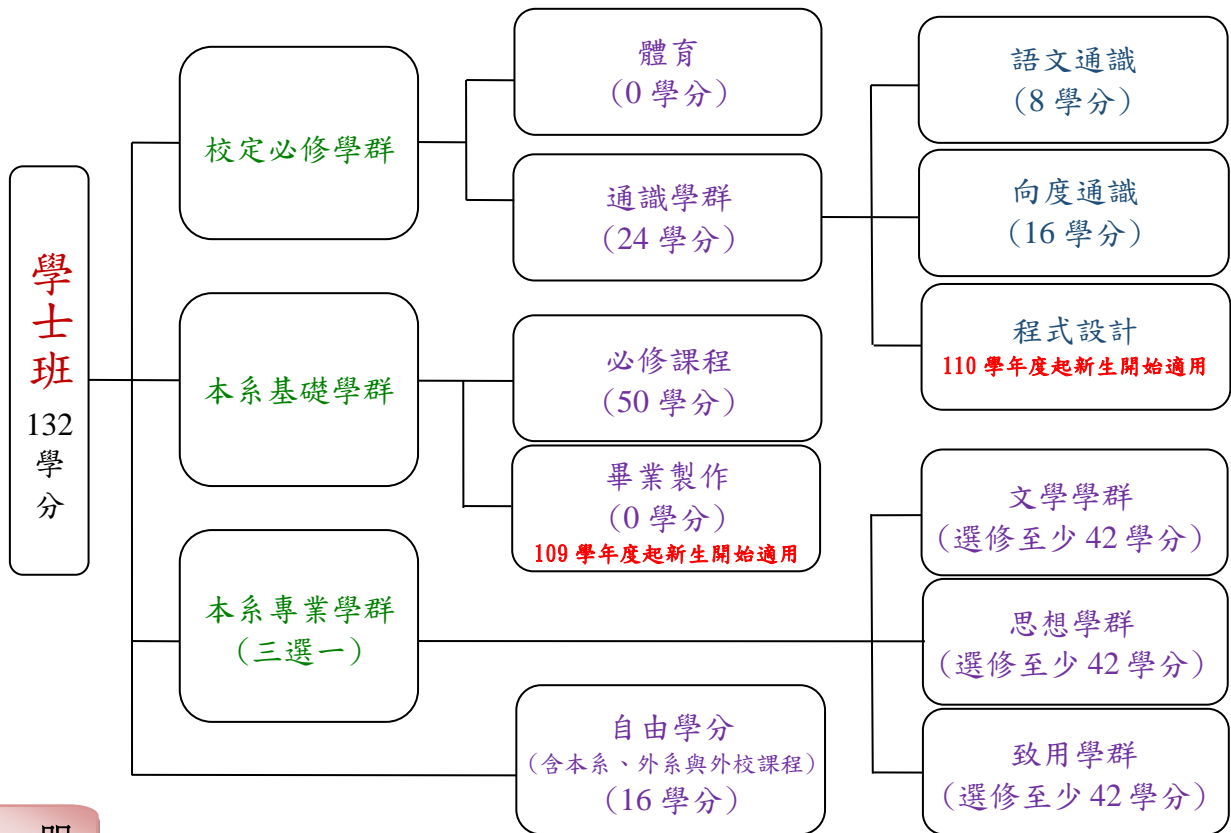 學士班
132
學
分
校定必修學群
體育
(0 學分)
通識學群
(24 學分)
語文通識
(8 學分)
向度通識
(16 學分)
程式設計
110 學年度起新生開始適用
本系基礎學群
必修課程
(50 學分)
畢業製作
(0 學分)
109 學年度起新生開始適用
本系專業學群
(三選一)
文學學群
(選修至少 42 學分)
思想學群
(選修至少 42 學分)
致用學群
(選修至少 42 學分)
自由學分
(含本系、外系與外校課程)
(16 學分)